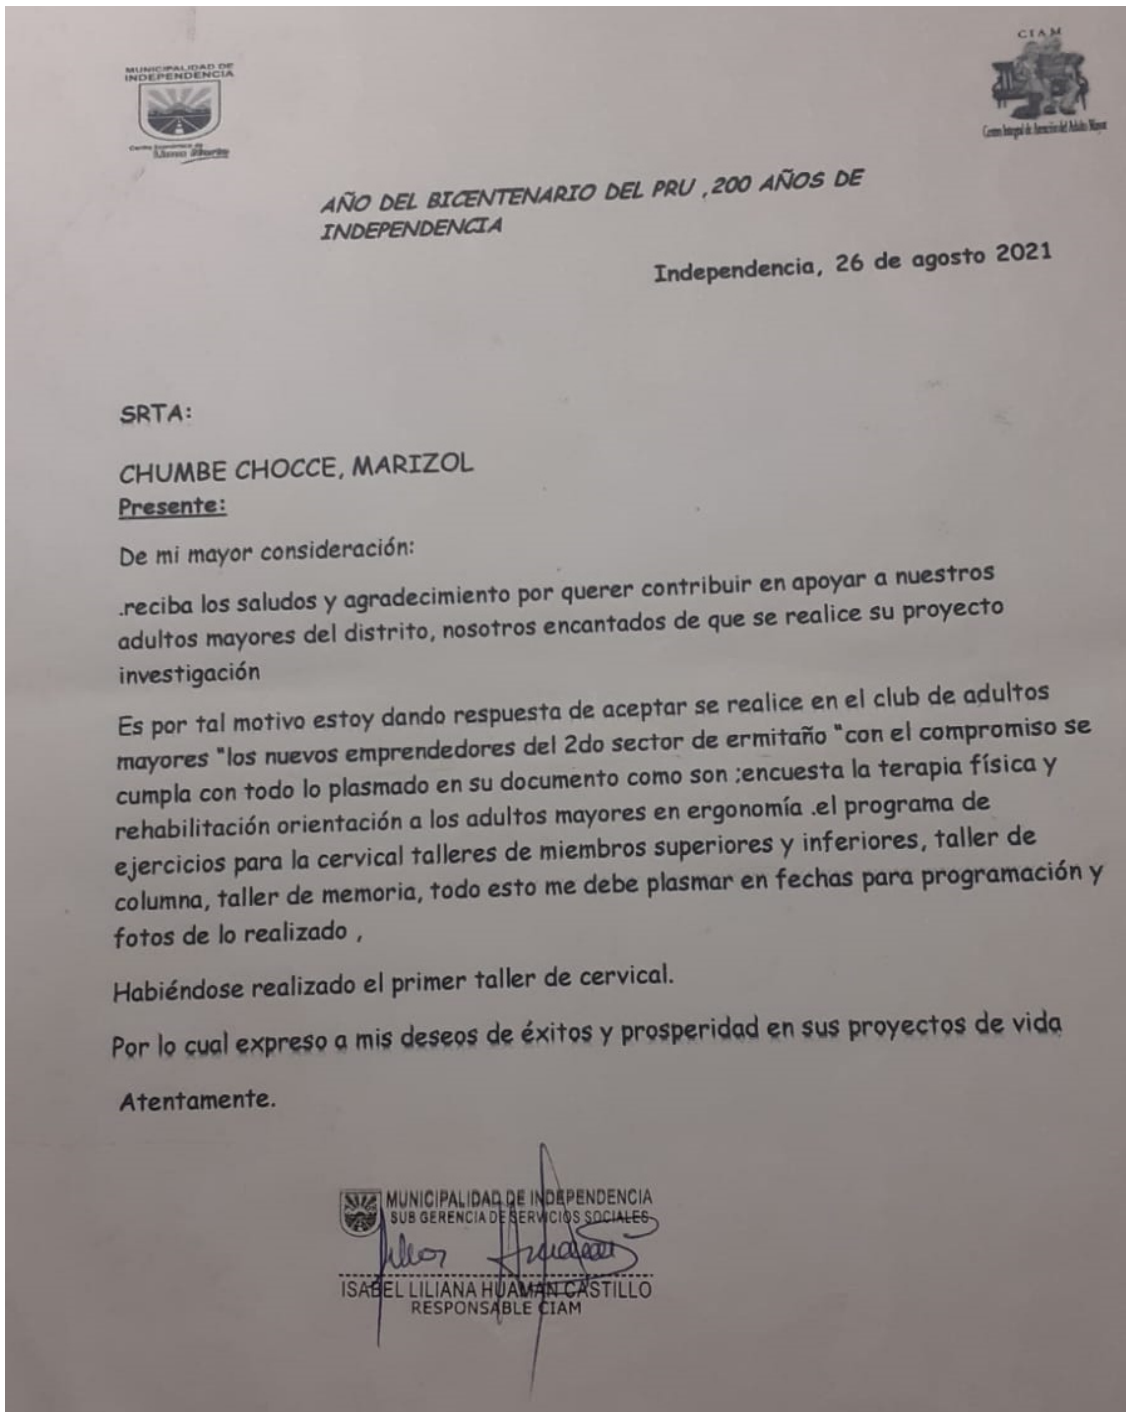 MUNICIPALIDAD DE
INDEPENDENCIA
CIAM
Centro Integral de Atención del Adulto Mayor
AÑO DEL BICENTENARIO DEL PRU ,200 AÑOS DE
INDEPENDENCIA
Independencia, 26 de agosto 2021
SRTA:
CHUMBE CHOCCE, MARIZOL
Presente:
De mi mayor consideración:
.reciba los saludos y agradecimiento por querer contribuir en apoyar a nuestros
adultos mayores del distrito, nosotros encantados de que se realice su proyecto
investigación
Es por tal motivo estoy dando respuesta de aceptar se realice en el club de adultos
mayores "los nuevos emprendedores del 2do sector de ermitaño "con el compromiso se
cumpla con todo lo plasmado en su documento como son ;encuesta la terapia física y
rehabilitación orientación a los adultos mayores en ergonomía .el programa de
ejercicios para la cervical talleres de miembros superiores y inferiores, taller de
columna, taller de memoria, todo esto me debe plasmar en fechas para programación y
fotos de lo realizado ,
Habiéndose realizado el primer taller de cervical.
Por lo cual expreso a mis deseos de éxitos y prosperidad en sus proyectos de vida
Atentamente.
MUNICIPALIDAD DE INDEPENDENCIA
SUB GERENCIA DE SERVICIOS SOCIALES
ISABEL LILIANA HUAMAN CASTILLO
RESPONSABLE CIAM